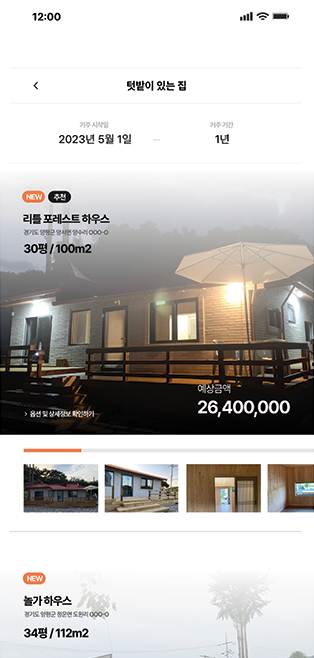 12:00
텃밭이 있는 집
거주 시작일 거주 기간
2023년 5월 1일 — 1년
NEW 추천
리틀 포레스트 하우스
경기도 양평군 양서면 양수리 000-0
30평 / 100m2
예상금액
26,400,000
> 옵션 및 상세정보 확인하기
NEW
놀가 하우스
경기도 양평군 청운면 도원리 000-0
34평 / 112m2